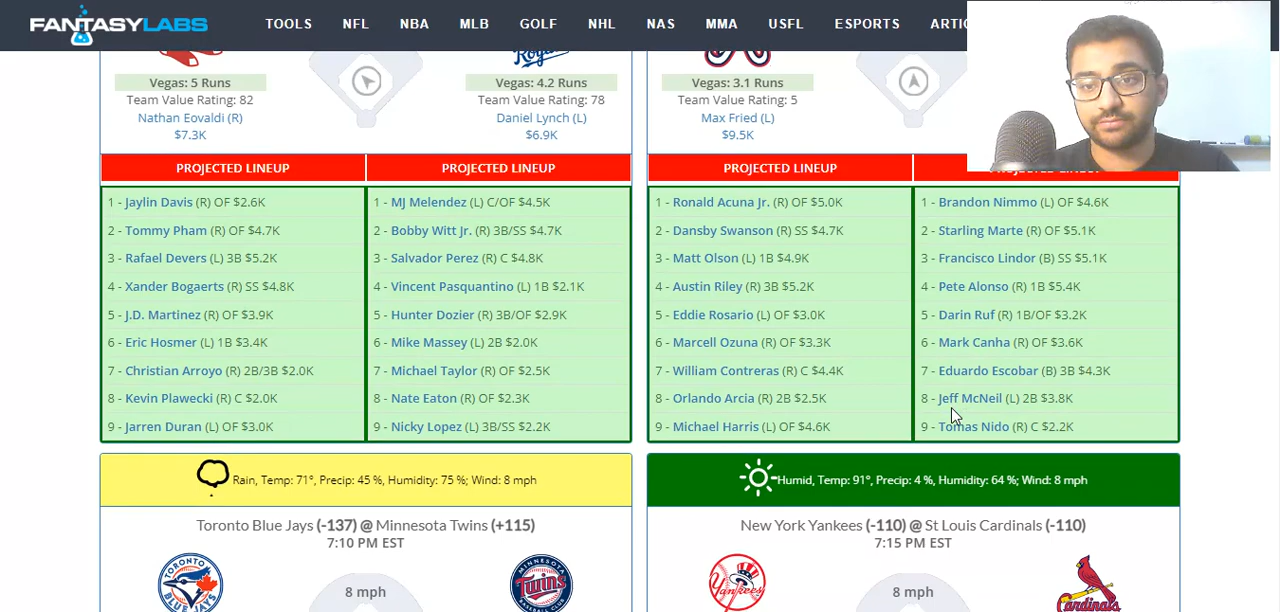 FANTASYLABS TOOLS NFL NBA MLB GOLF NHL NAS MMA USFL ESPORTS
Vegas: 5 Runs
Team Value Rating: 82
Nathan Eovaldi (R)
$7.3K
Royals
Vegas: 4.2 Runs
Team Value Rating: 78
Daniel Lynch (L)
$6.9K
Vegas: 3.1 Runs
Team Value Rating: 5
Max Fried (L)
$9.5K
PROJECTED LINEUP
1 - Jaylin Davis (R) OF $2.6K
2 - Tommy Pham (R) OF $4.7K
3 - Rafael Devers (L) 3B $5.2K
4 - Xander Bogaerts (R) SS $4.8K
5 - J.D. Martinez (R) OF $3.9K
6 - Eric Hosmer (L) 1B $3.4K
7 - Christian Arroyo (R) 2B/3B $2.0K
8 - Kevin Plawecki (R) C $2.0K
9 - Jarren Duran (L) OF $3.0K
PROJECTED LINEUP
1 - MJ Melendez (L) C/OF $4.5K
2 - Bobby Witt Jr. (R) 3B/SS $4.7K
3 - Salvador Perez (R) C $4.8K
4 - Vincent Pasquantino (L) 1B $2.1K
5 - Hunter Dozier (R) 3B/OF $2.9K
6 - Mike Massey (L) 2B $2.0K
7 - Michael Taylor (R) OF $2.5K
8 - Nate Eaton (R) OF $2.3K
9 - Nicky Lopez (L) 3B/SS $2.2K
PROJECTED LINEUP
1 - Ronald Acuna Jr. (R) OF $5.0K
2 - Dansby Swanson (R) SS $4.7K
3 - Matt Olson (L) 1B $4.9K
4 - Austin Riley (R) 3B $5.2K
5 - Eddie Rosario (L) OF $3.0K
6 - Marcell Ozuna (R) OF $3.3K
7 - William Contreras (R) C $4.4K
8 - Orlando Arcia (R) 2B $2.5K
9 - Michael Harris (L) OF $4.6K
1 - Brandon Nimmo (L) OF $4.6K
2 - Starling Marte (R) OF $5.1K
3 - Francisco Lindor (B) SS $5.1K
4 - Pete Alonso (R) 1B $5.4K
5 - Darin Ruf (R) 1B/OF $3.2K
6 - Mark Canha (R) OF $3.6K
7 - Eduardo Escobar (B) 3B $4.3K
8 - Jeff McNeil (L) 2B $3.8K
9 - Tomas Nido (R) C $2.2K
Rain, Temp: 71°, Precip: 45 %, Humidity: 75 %; Wind: 8 mph
Toronto Blue Jays (-137) @ Minnesota Twins (+115)
7:10 PM EST
BLUE JAYS
8 mph
Twins
Humid, Temp: 91°, Precip: 4 %, Humidity: 64 %; Wind: 8 mph
New York Yankees (-110) @ St Louis Cardinals (-110)
7:15 PM EST
Yankees
8 mph
Cardinals